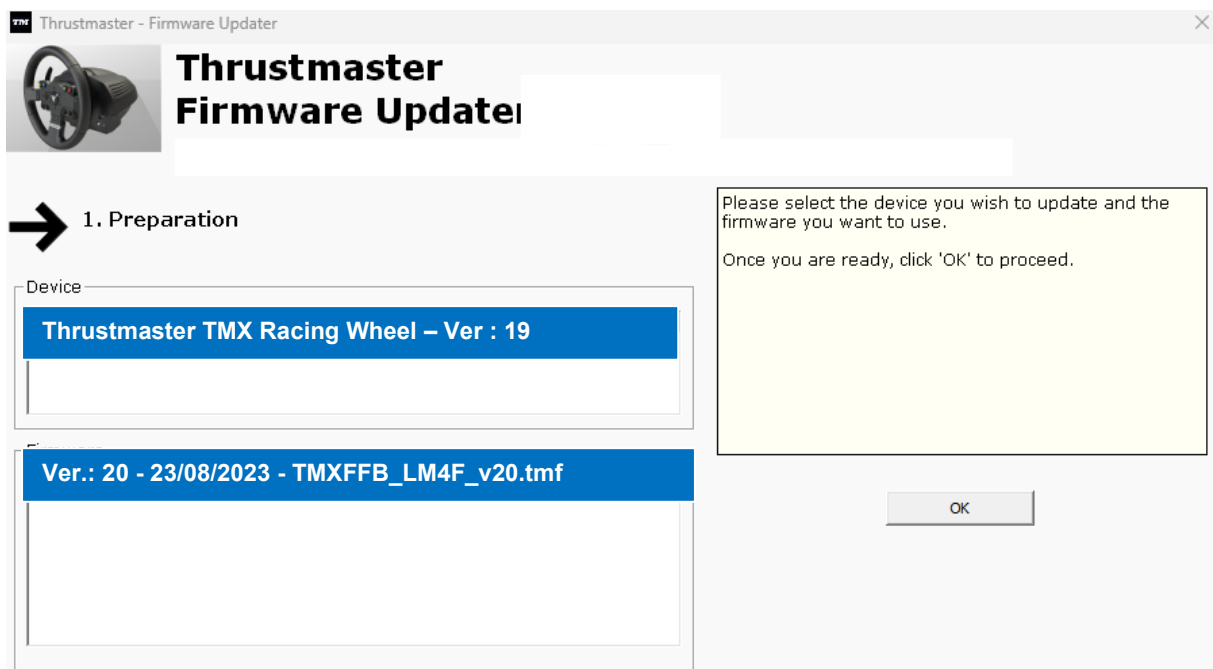 TM Thrustmaster - Firmware Updater
Thrustmaster
Firmware Update
1. Preparation
Please select the device you wish to update and the
firmware you want to use.
Once you are ready, click 'OK' to proceed.
Device
Thrustmaster TMX Racing Wheel – Ver : 19
Ver.: 20 - 23/08/2023 - TMXFFB_LM4F_v20.tmf
OK